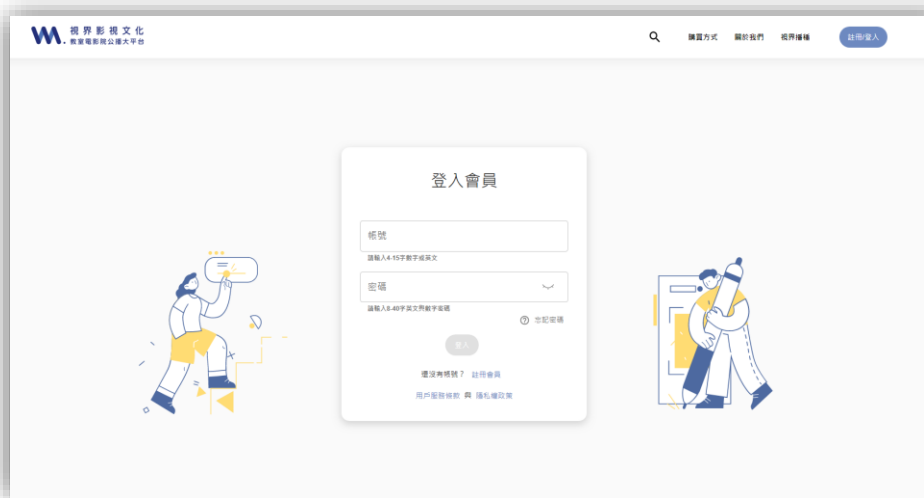 視界影視文化
教室電影院公播大平台
購買方式 關於我們 視界播種 註冊/登入
登入會員
帳號
請輸入4-15字數字或英文
密碼
請輸入8-40字英文與數字密碼
忘記密碼
登入
還沒有帳號? 註冊會員
用戶服務條款 與 隱私權政策